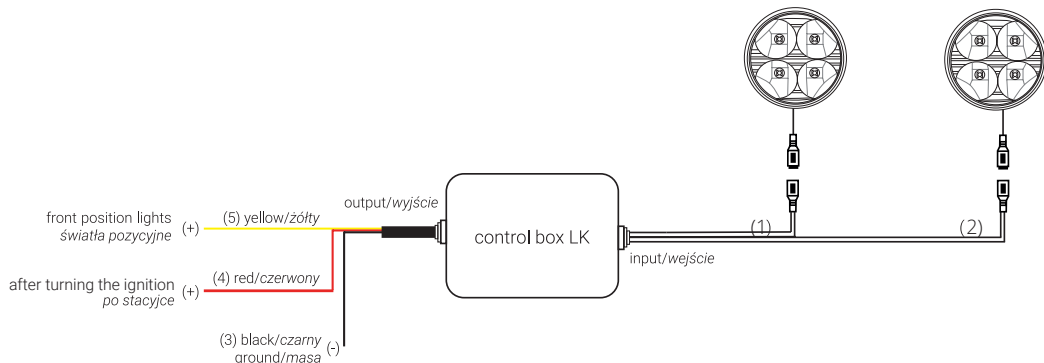 front position lights
światła pozycyjne
(+)
(5) yellow/żółty
output/wyjście
after turning the ignition
po stacyjce
(+)
(4) red/czerwony
(3) black/czarny
ground/masa
(-)
control box LK
input/wejście
(1)
(2)